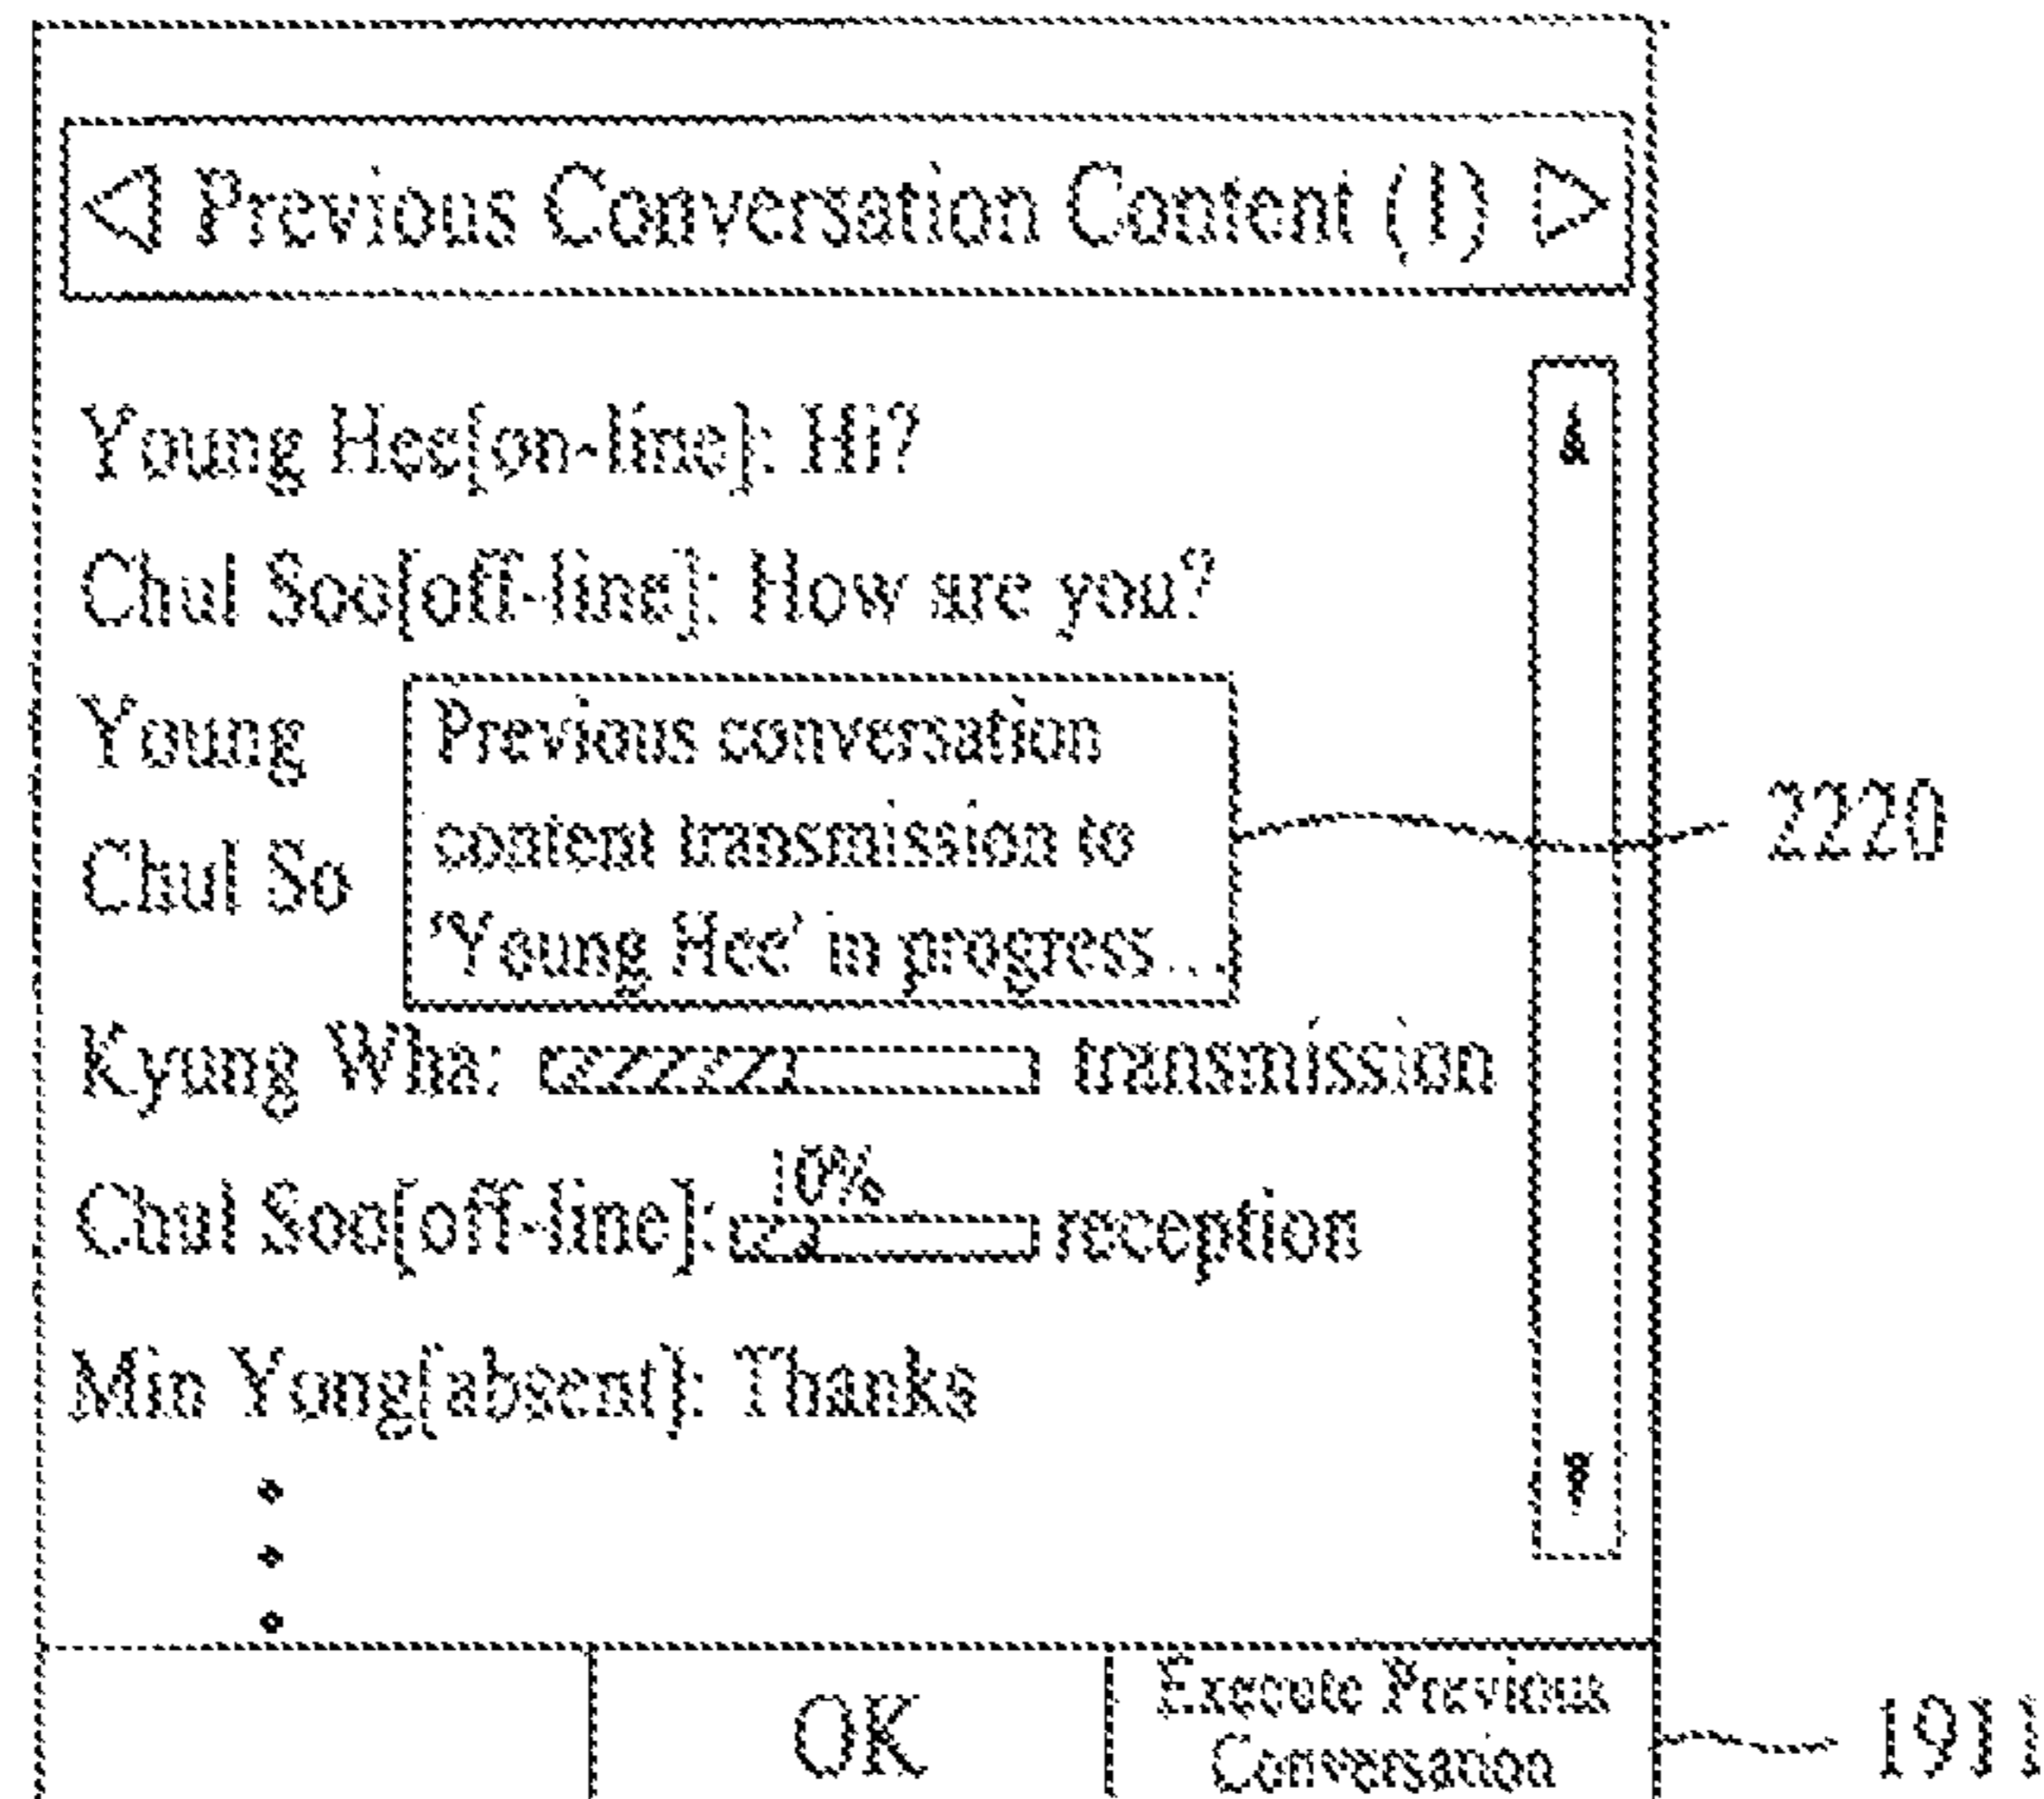 ◁ Previous Conversation Content (1) ▷
Young Hee[on-line]: Hi?
Chul Soo[off-line]: How are you?
Young
Chul So
Previous conversation
content transmission to
'Young Hee' in progress...
2220
Kyung Wha: transmission
10%
Chul Soo[off-line]: reception
Min Yong[absent]: Thanks
OK
Execute Previous
Conversation
1911